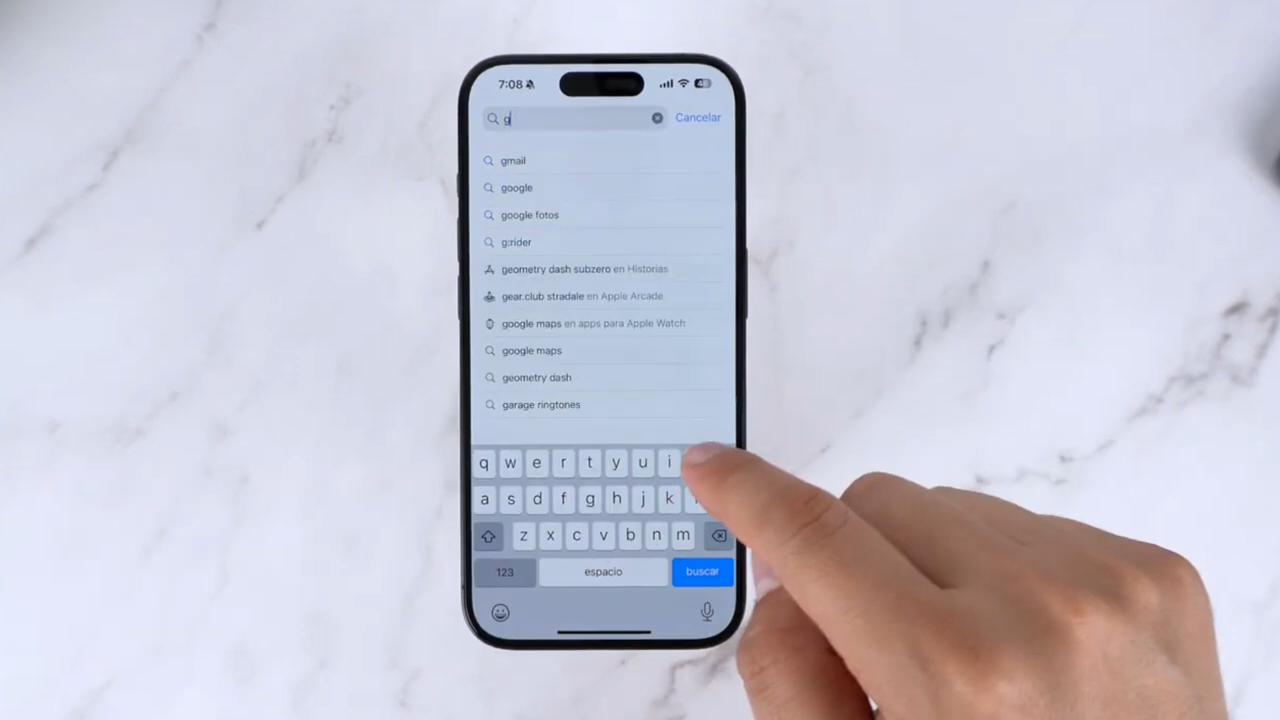 7:08
g
Cancelar
gmail
google
google fotos
g:rider
geometry dash subzero en Historias
gear.club stradale en Apple Arcade
google maps en apps para Apple Watch
google maps
geometry dash
garage ringtones
q w e r t y u i
a s d f g h j k
z x c v b n m
123 espacio buscar